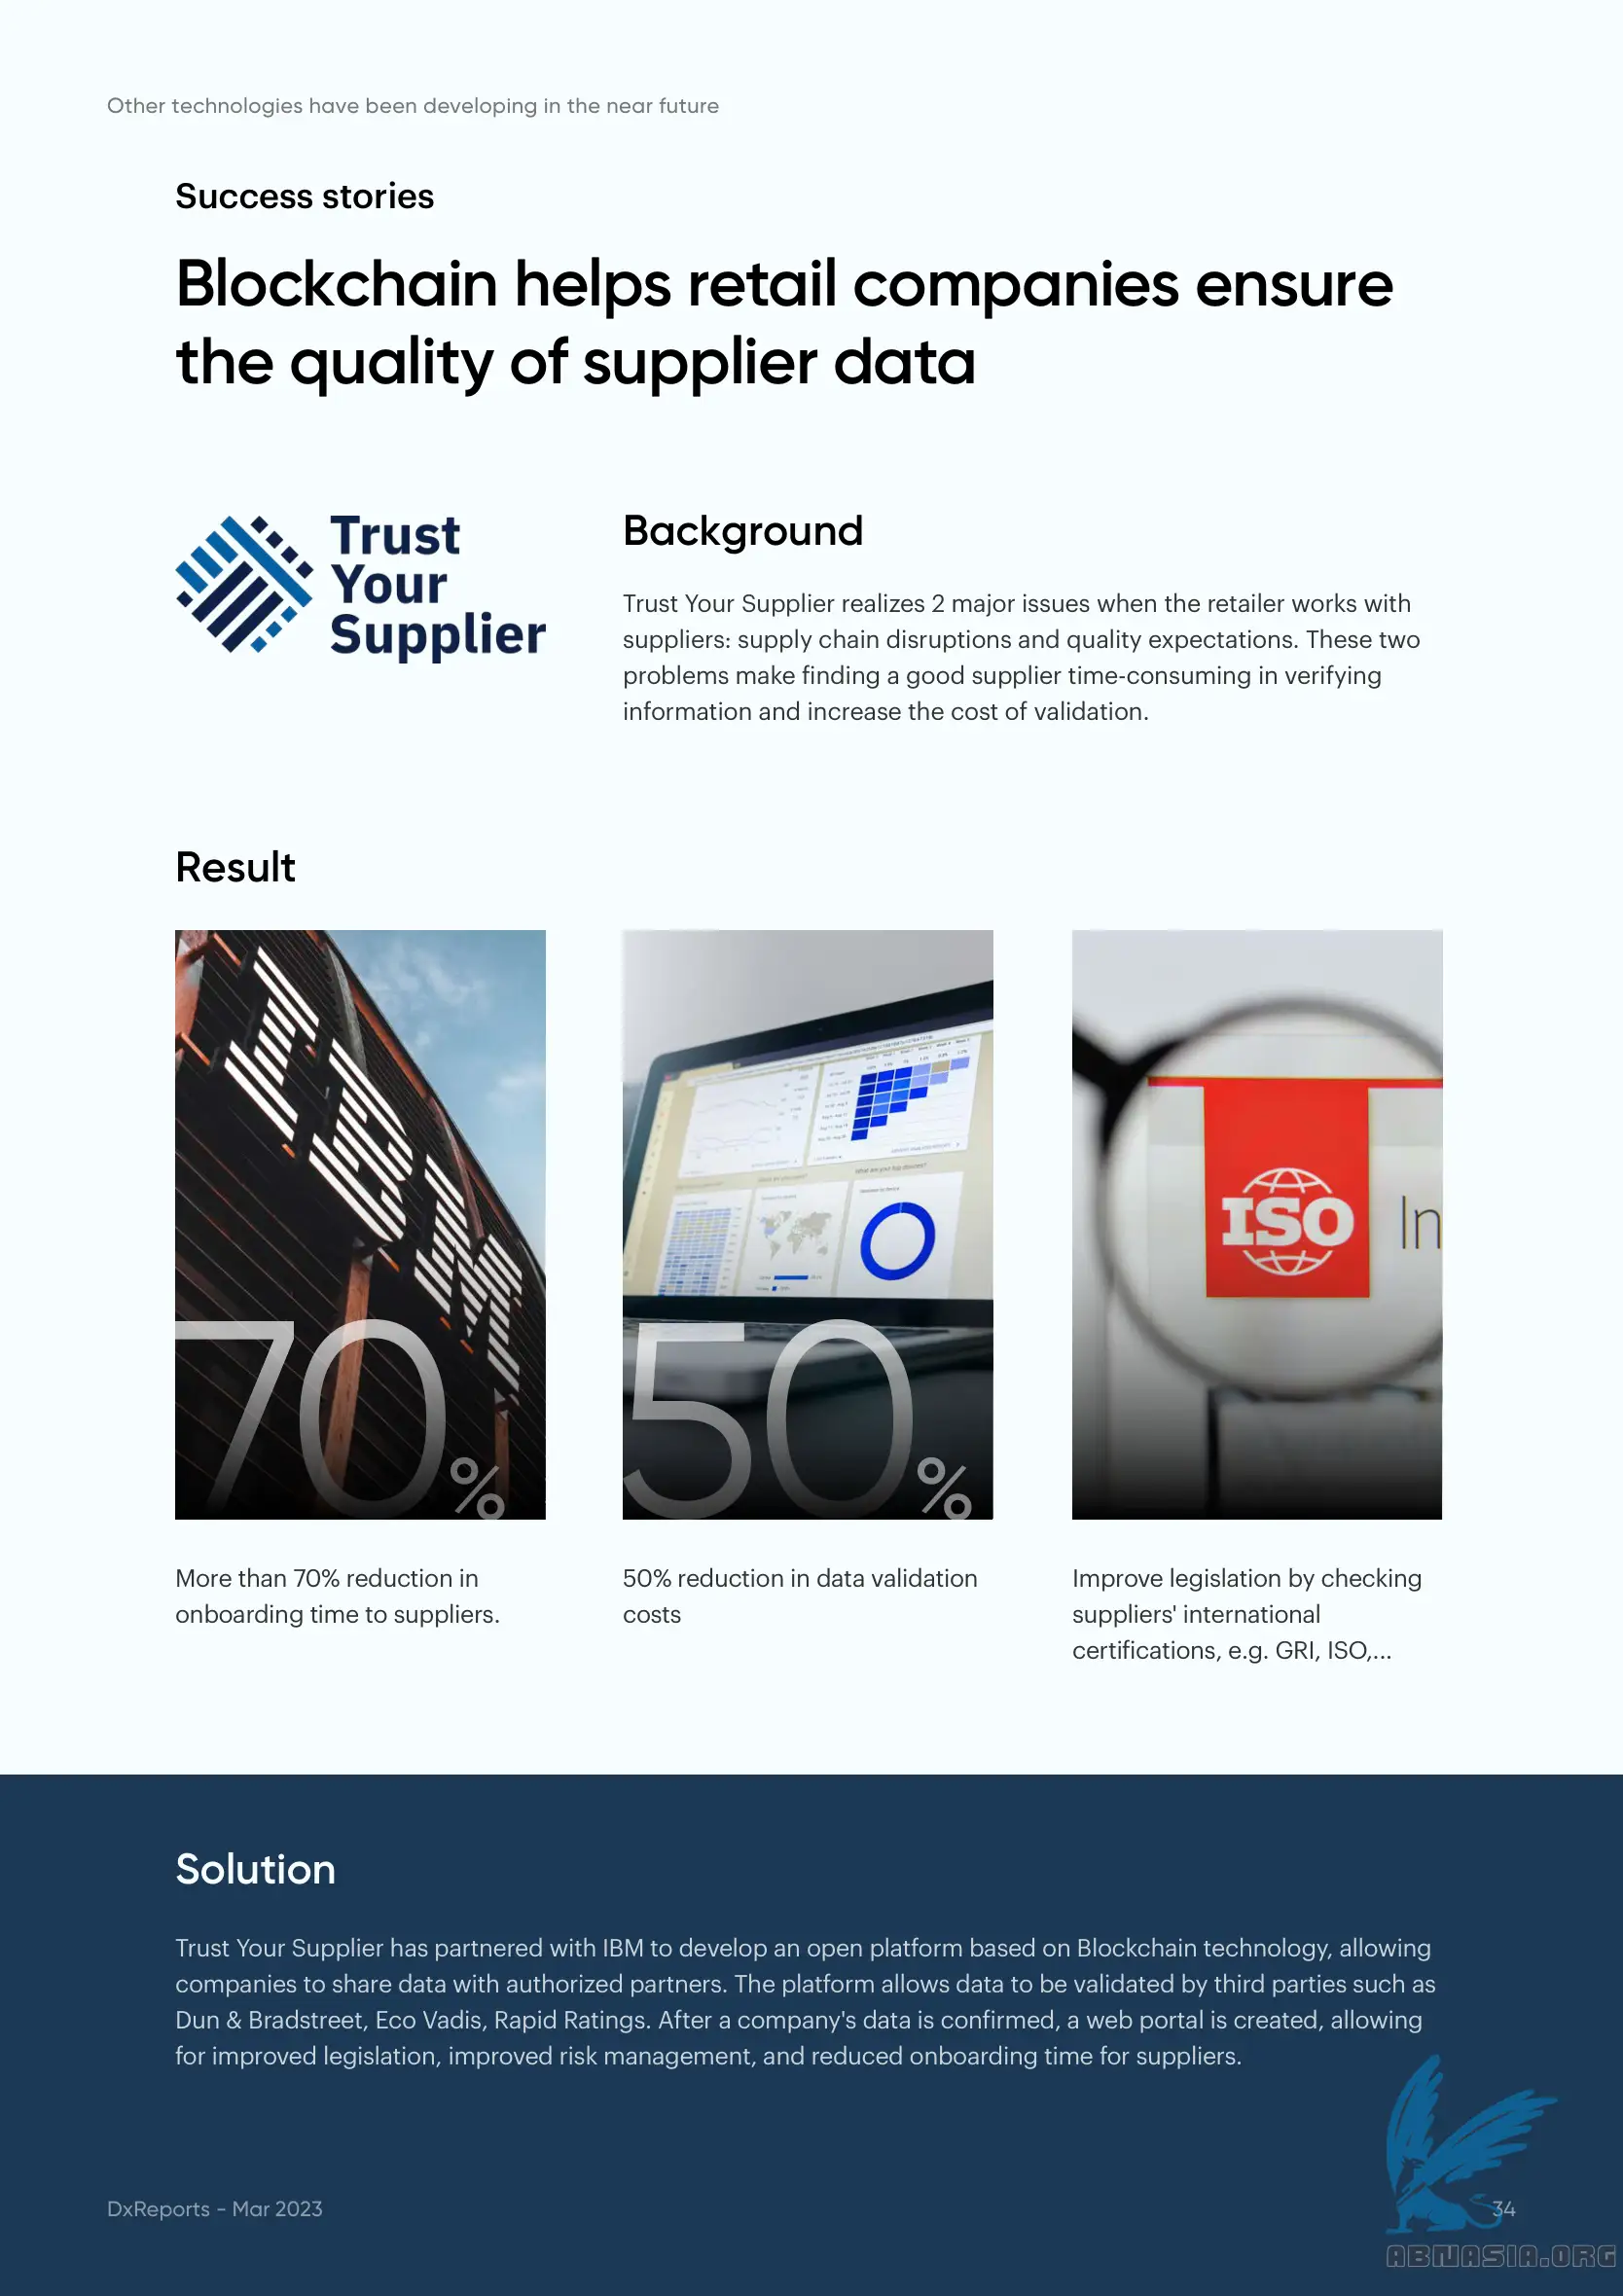 Other technologies have been developing in the near future
Success stories
Blockchain helps retail companies ensure
the quality of supplier data
Trust
Your
Supplier
Background
Trust Your Supplier realizes 2 major issues when the retailer works with
suppliers: supply chain disruptions and quality expectations. These two
problems make finding a good supplier time-consuming in verifying
information and increase the cost of validation.
Result
IBM
70%
50%
ISO
In
More than 70% reduction in
onboarding time to suppliers.
50% reduction in data validation
costs
Improve legislation by checking
suppliers' international
certifications, e.g. GRI, ISO,...
Solution
Trust Your Supplier has partnered with IBM to develop an open platform based on Blockchain technology, allowing
companies to share data with authorized partners. The platform allows data to be validated by third parties such as
Dun & Bradstreet, Eco Vadis, Rapid Ratings. After a company's data is confirmed, a web portal is created, allowing
for improved legislation, improved risk management, and reduced onboarding time for suppliers.
DxReports - Mar 2023
34
ABNASIA.ORG